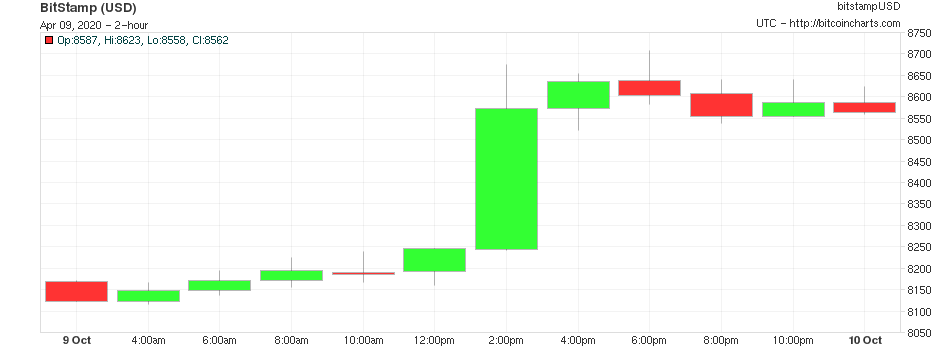 BitStamp (USD)
bitstampUSD
Apr 09, 2020 - 2-hour
UTC - http://bitcoincharts.com
Op:8587, Hi:8623, Lo:8558, Cl:8562
8750
8700
8650
8600
8550
8500
8450
8400
8350
8300
8250
8200
8150
8100
8050
9 Oct 4:00am 6:00am 8:00am 10:00am 12:00pm 2:00pm 4:00pm 6:00pm 8:00pm 10:00pm 10 Oct